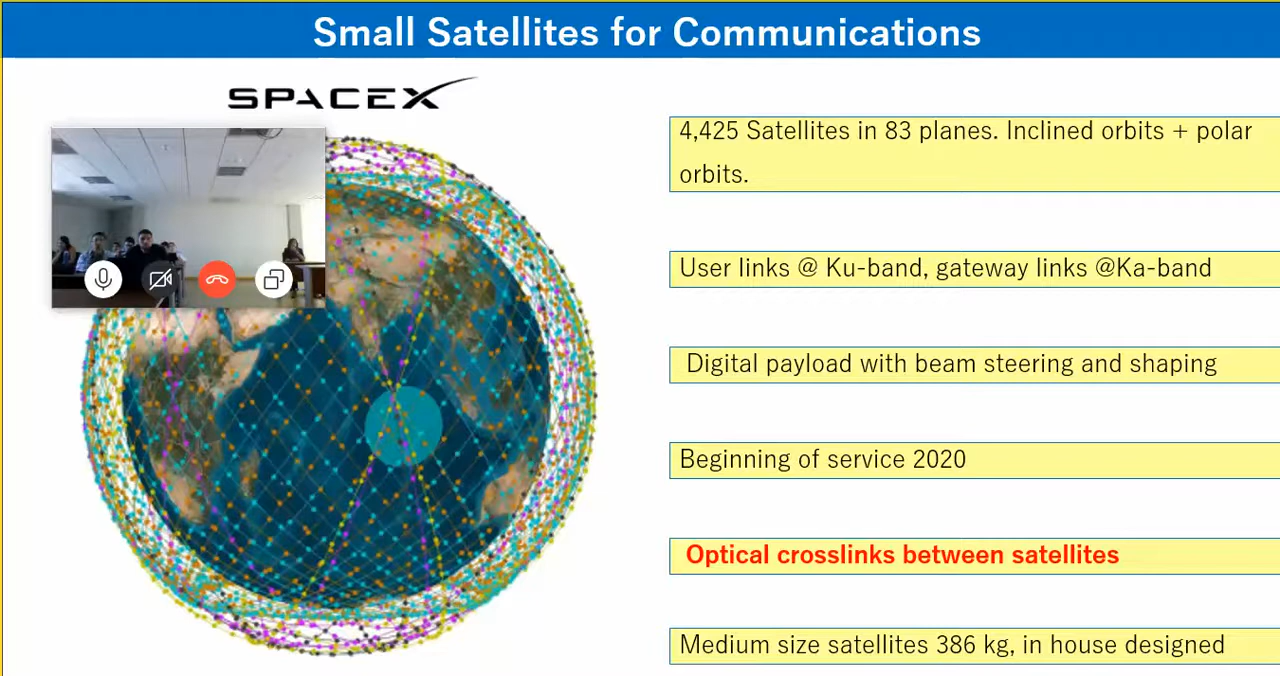 Small Satellites for Communications
SPACEX
4,425 Satellites in 83 planes. Inclined orbits + polar
orbits.
User links @ Ku-band, gateway links @Ka-band
Digital payload with beam steering and shaping
Beginning of service 2020
Optical crosslinks between satellites
Medium size satellites 386 kg, in house designed